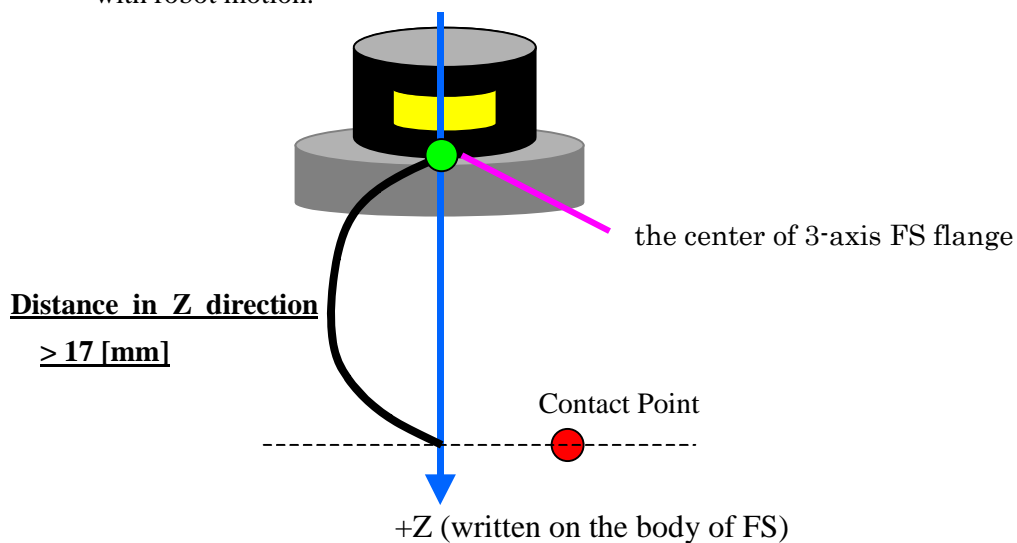 with robot motion.
the center of 3-axis FS flange
Distance in Z direction
> 17 [mm]
Contact Point
+Z (written on the body of FS)